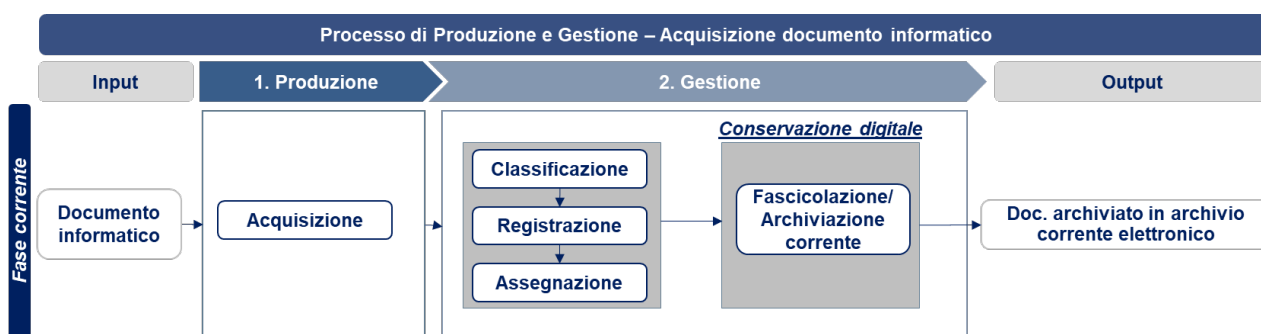 Processo di Produzione e Gestione – Acquisizione documento informatico
Input
1. Produzione
2. Gestione
Output
Fase corrente
Documento
informatico
Acquisizione
Classificazione
Registrazione
Assegnazione
Conservazione digitale
Fascicolazione/
Archiviazione
corrente
Doc. archiviato in archivio
corrente elettronico